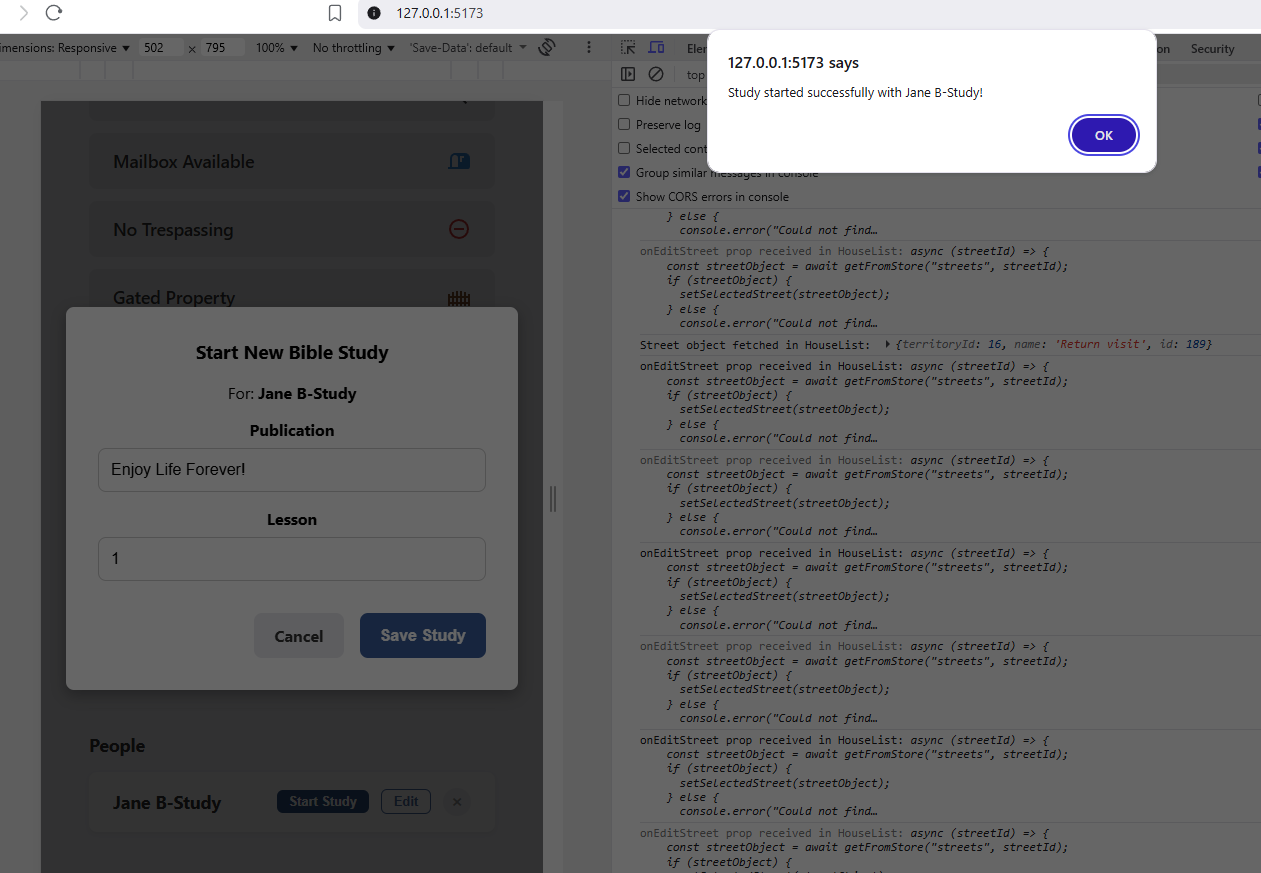 127.0.0.1:5173
imensions: Responsive ▼ 502 × 795 100% ▼ No throttling ▼ 'Save-Data': default ▼
Eler
on Security
top
127.0.0.1:5173 says
Study started successfully with Jane B-Study!
OK
Hide network
Preserve log
Selected cont
Group similar messages in console
Show CORS errors in console
Mailbox Available
No Trespassing
Gated Property
Start New Bible Study
For: Jane B-Study
Publication
Enjoy Life Forever!
Lesson
1
Cancel Save Study
People
Jane B-Study Start Study Edit ×
} else {
console.error("Could not find…
onEditStreet prop received in HouseList: async (streetId) => {
const streetObject = await getFromStore("streets", streetId);
if (streetObject) {
setSelectedStreet(streetObject);
} else {
console.error("Could not find…
Street object fetched in HouseList: ▶ {territoryId: 16, name: 'Return visit', id: 189}
onEditStreet prop received in HouseList: async (streetId) => {
const streetObject = await getFromStore("streets", streetId);
if (streetObject) {
setSelectedStreet(streetObject);
} else {
console.error("Could not find…
onEditStreet prop received in HouseList: async (streetId) => {
const streetObject = await getFromStore("streets", streetId);
if (streetObject) {
setSelectedStreet(streetObject);
} else {
console.error("Could not find…
onEditStreet prop received in HouseList: async (streetId) => {
const streetObject = await getFromStore("streets", streetId);
if (streetObject) {
setSelectedStreet(streetObject);
} else {
console.error("Could not find…
onEditStreet prop received in HouseList: async (streetId) => {
const streetObject = await getFromStore("streets", streetId);
if (streetObject) {
setSelectedStreet(streetObject);
} else {
console.error("Could not find…
onEditStreet prop received in HouseList: async (streetId) => {
const streetObject = await getFromStore("streets", streetId);
if (streetObject) {
setSelectedStreet(streetObject);
} else {
console.error("Could not find…
onEditStreet prop received in HouseList: async (streetId) => {
const streetObject = await getFromStore("streets", streetId);
if (streetObject) {